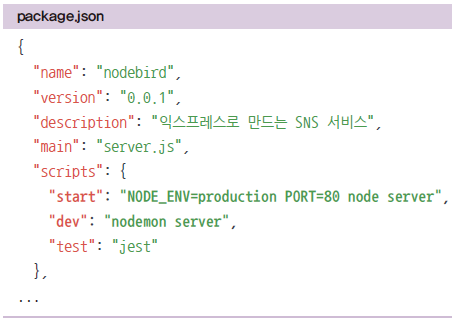 package.json
{
"name": "nodebird",
"version": "0.0.1",
"description": "익스프레스로 만드는 SNS 서비스",
"main": "server.js",
"scripts": {
"start": "NODE_ENV=production PORT=80 node server",
"dev": "nodemon server",
"test": "jest"
},
...